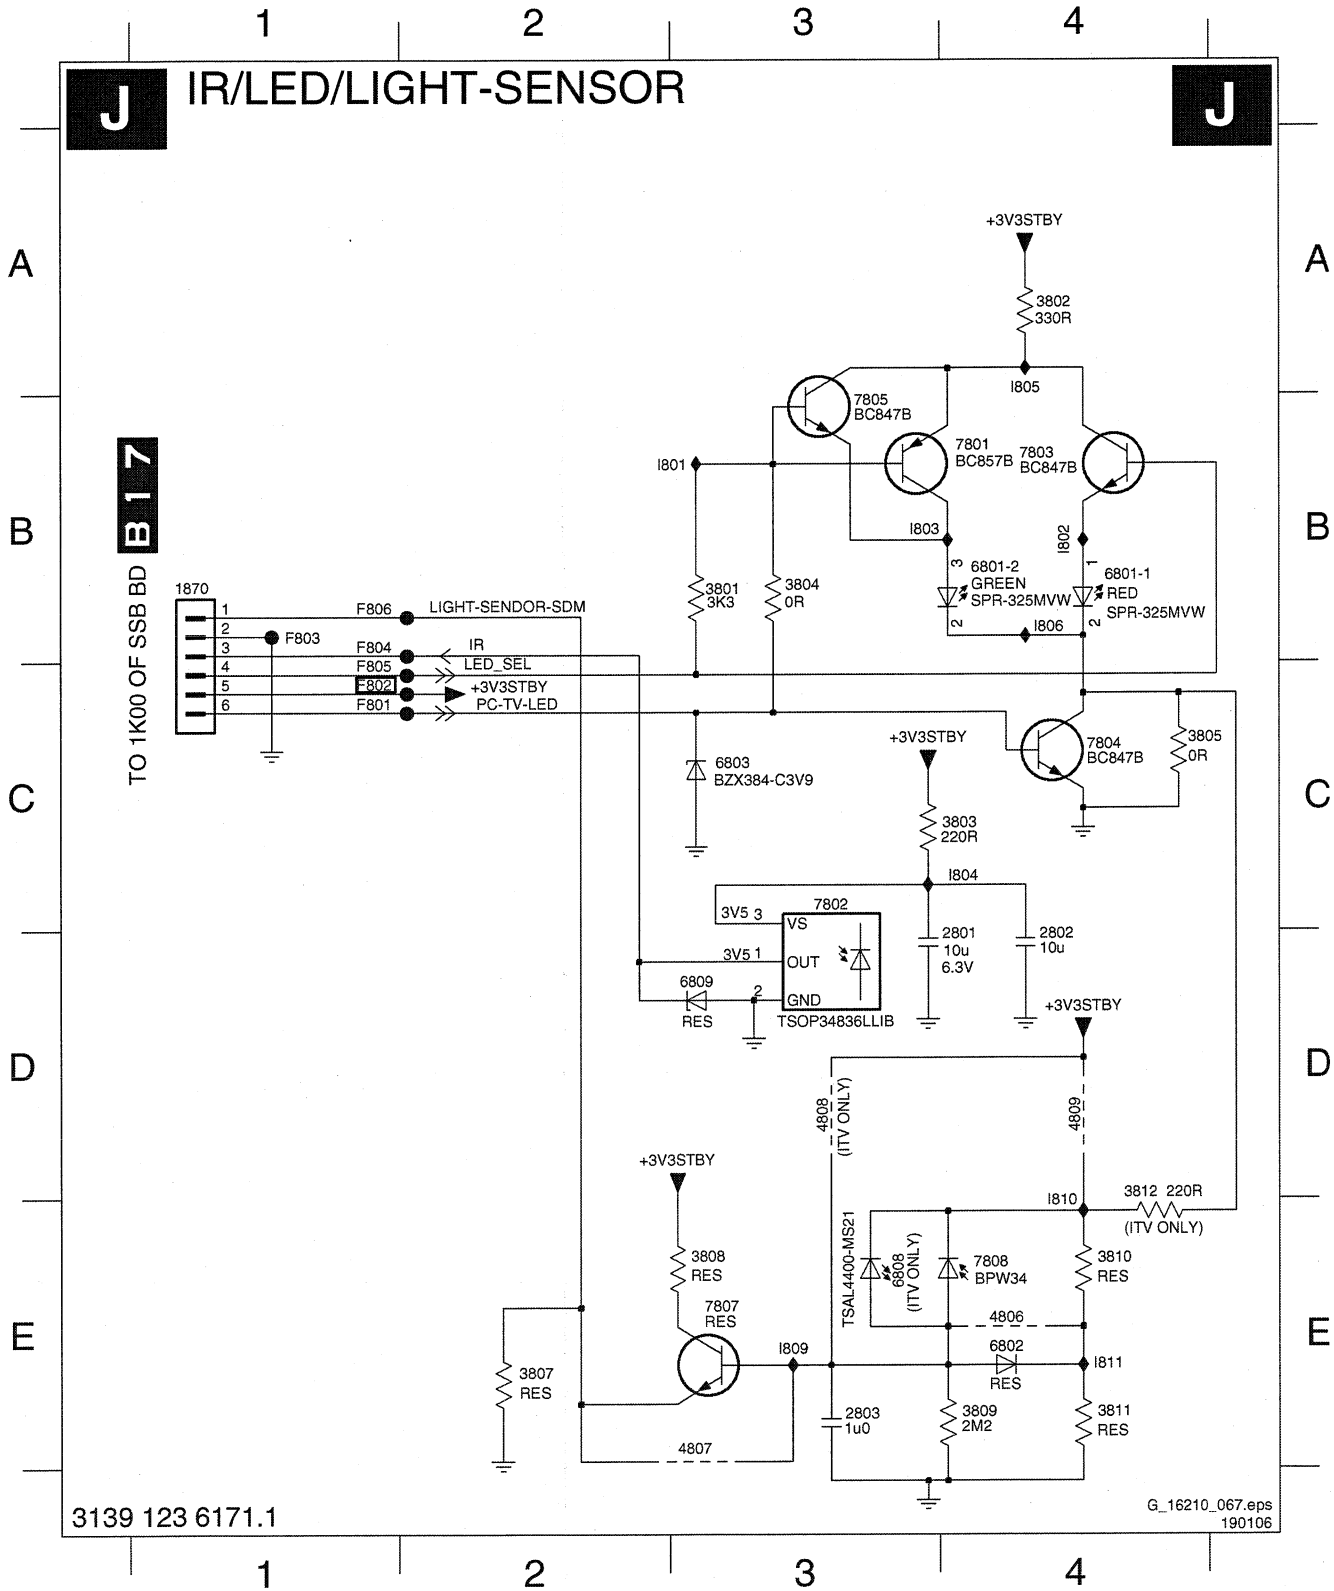 1 2 3 4
J IR/LED/LIGHT-SENSOR J
A A
+3V3STBY
3802
330R
I805
7805
BC847B
7801
BC857B
7803
BC847B
I801
B B
B 1 7
TO 1K00 OF SSB BD
I803
I802
3
6801-2
GREEN
SPR-325MVW
2
1
6801-1
RED
SPR-325MVW
2
I806
3801
3K3
3804
0R
1870
1 F806 LIGHT-SENDOR-SDM
2 F803
3 F804 IR
4 F805 LED_SEL
5 F802 +3V3STBY
6 F801 PC-TV-LED
C C
6803
BZX384-C3V9
+3V3STBY
7804
BC847B
3805
0R
3803
220R
I804
7802
3V5 3 VS
3V5 1 OUT
2 GND
TSOP34836LLIB
6809
RES
2801
10u
6.3V
2802
10u
D D
+3V3STBY
4808
(ITV ONLY)
4809
+3V3STBY
I810
3812 220R
(ITV ONLY)
TSAL4400-MS21
6808
(ITV ONLY)
7808
BPW34
3810
RES
3808
RES
7807
RES
E E
4806
6802
RES
I809
I811
3807
RES
2803
1u0
3809
2M2
3811
RES
4807
3139 123 6171.1
G_16210_067.eps
190106
1 2 3 4